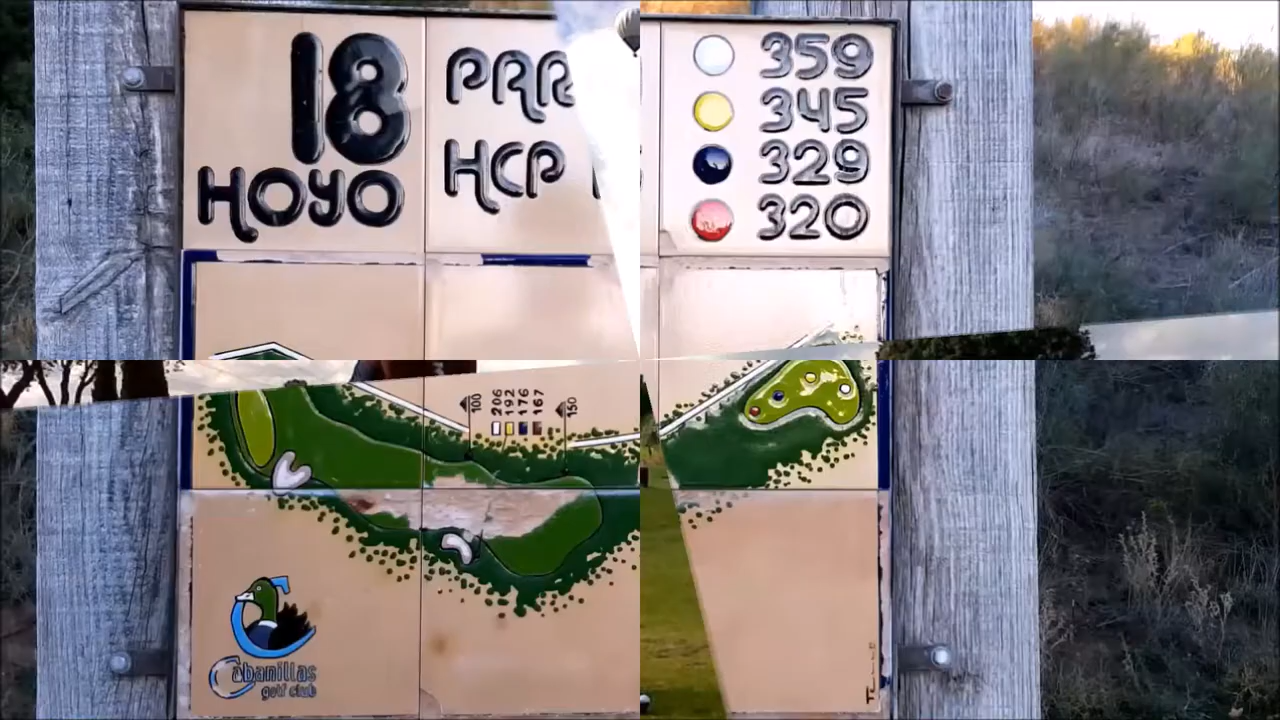 18
HOYO
PAR
HCP
359
345
329
320
100
206
192
176
167
150
Cabanillas
golf club